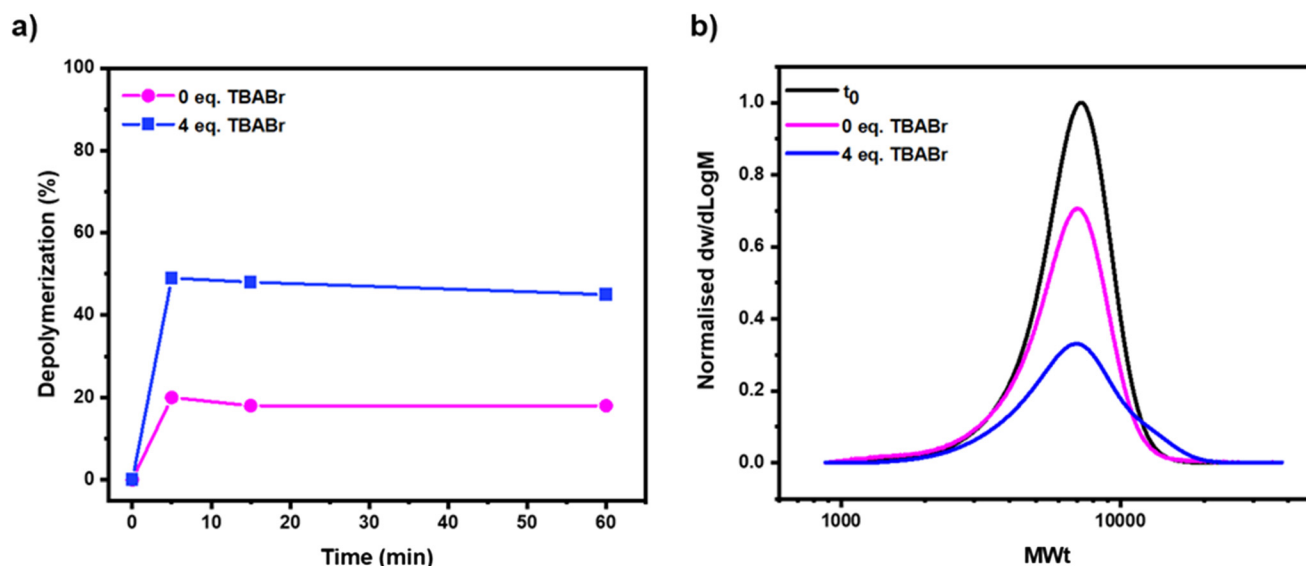 a)
100
80
60
40
20
0
Depolymerization (%)
0 eq. TBABr
4 eq. TBABr
0 10 20 30 40 50 60
Time (min)
b)
1.0
0.8
0.6
0.4
0.2
0.0
Normalised dw/dLogM
t0
0 eq. TBABr
4 eq. TBABr
1000 10000
MWt